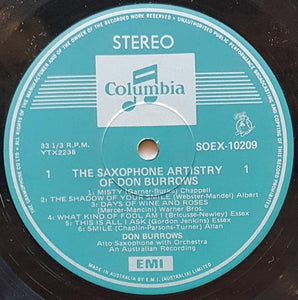 STEREO
Columbia
33 1/3 R.P.M.
YTX2238
SOEX-10209
1
1
THE SAXOPHONE ARTISTRY
OF DON BURROWS
1) MISTY (Garner-Burke) Chappell
2) THE SHADOW OF YOUR SMILE (Webster-Mandel) Albert
3) DAYS OF WINE AND ROSES
(Mercer-Mancini) Warner Bros.
4) WHAT KIND OF FOOL AM I (Bricusse-Newley) Essex
5) THIS IS ALL I ASK (Gordon Jenkins) Essex
6) SMILE (Chaplin-Parsons-Turner) Allan
DON BURROWS
Alto Saxophone with Orchestra
An Australian Recording
EMI
MADE IN AUSTRALIA BY E.M.I. (AUSTRALIA) LIMITED